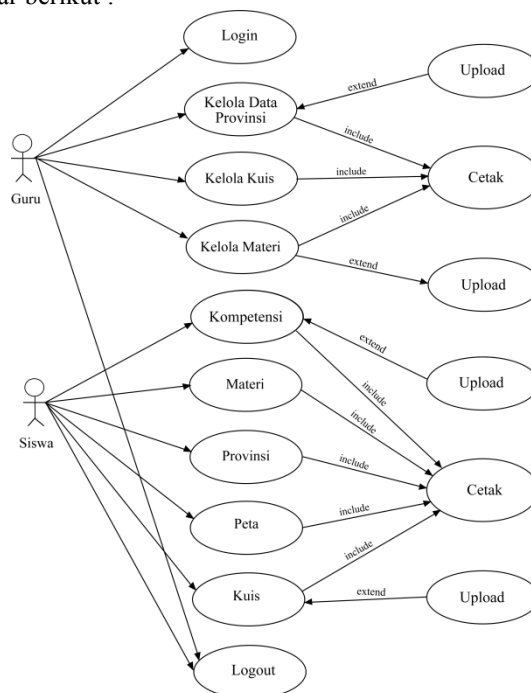 ar berikut :
Login
Upload
extend
Kelola Data
Provinsi
include
Guru
Kelola Kuis
include
Cetak
include
Kelola Materi
extend
Upload
Kompetensi
extend
Upload
include
Siswa
Materi
include
Provinsi
include
Cetak
Peta
include
include
Kuis
extend
Upload
Logout